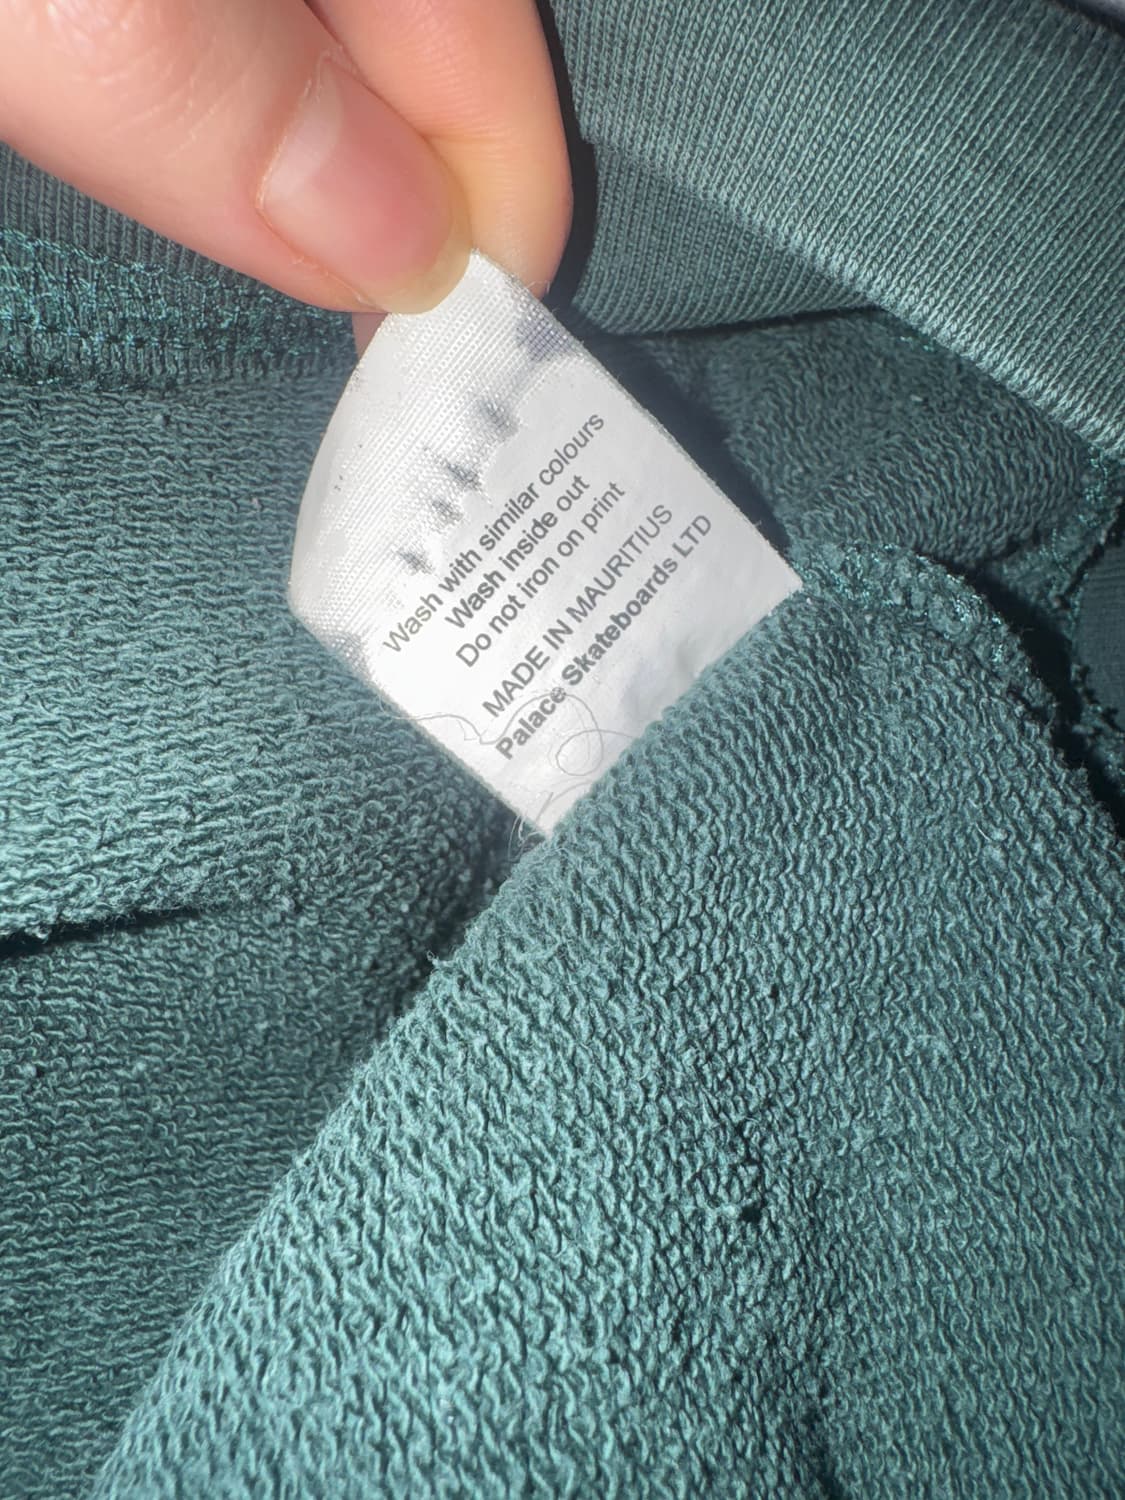 Wash with similar colours
Wash inside out
Do not iron on print
MADE IN MAURITIUS
Palace Skateboards LTD